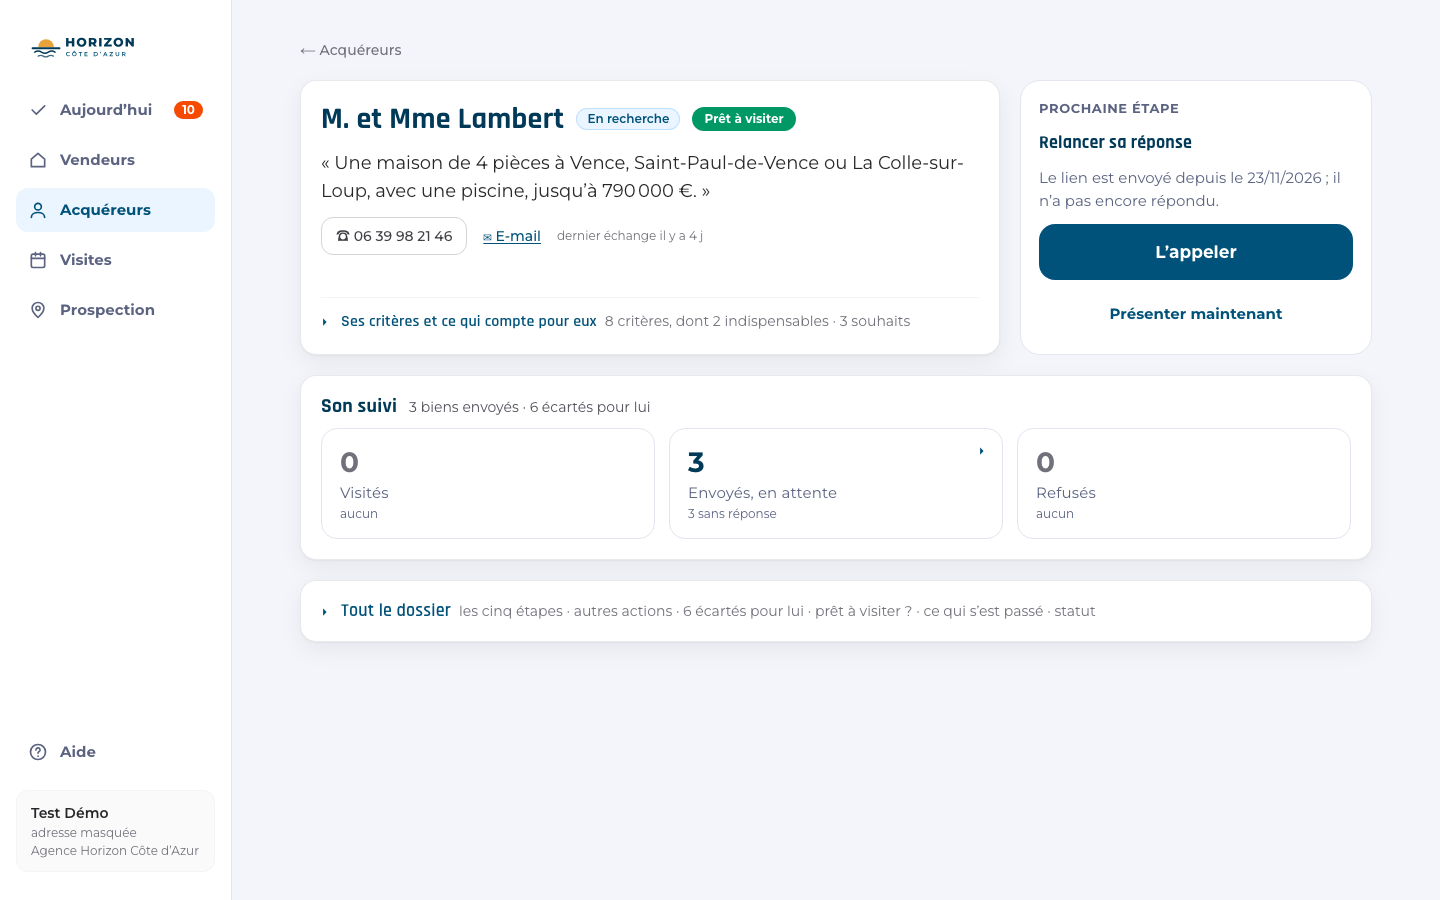 HORIZON
CÔTE D'AZUR
Aujourd’hui 10
Vendeurs
Acquéreurs
Visites
Prospection
Aide
Test Démo
adresse masquée
Agence Horizon Côte d’Azur
← Acquéreurs
M. et Mme Lambert En recherche Prêt à visiter
« Une maison de 4 pièces à Vence, Saint-Paul-de-Vence ou La Colle-sur-
Loup, avec une piscine, jusqu’à 790 000 €. »
☎ 06 39 98 21 46 ✉ E-mail dernier échange il y a 4 j
Ses critères et ce qui compte pour eux 8 critères, dont 2 indispensables · 3 souhaits
PROCHAINE ÉTAPE
Relancer sa réponse
Le lien est envoyé depuis le 23/11/2026 ; il
n’a pas encore répondu.
L’appeler
Présenter maintenant
Son suivi 3 biens envoyés · 6 écartés pour lui
0
Visités
aucun
3
Envoyés, en attente
3 sans réponse
0
Refusés
aucun
Tout le dossier les cinq étapes · autres actions · 6 écartés pour lui · prêt à visiter ? · ce qui s’est passé · statut